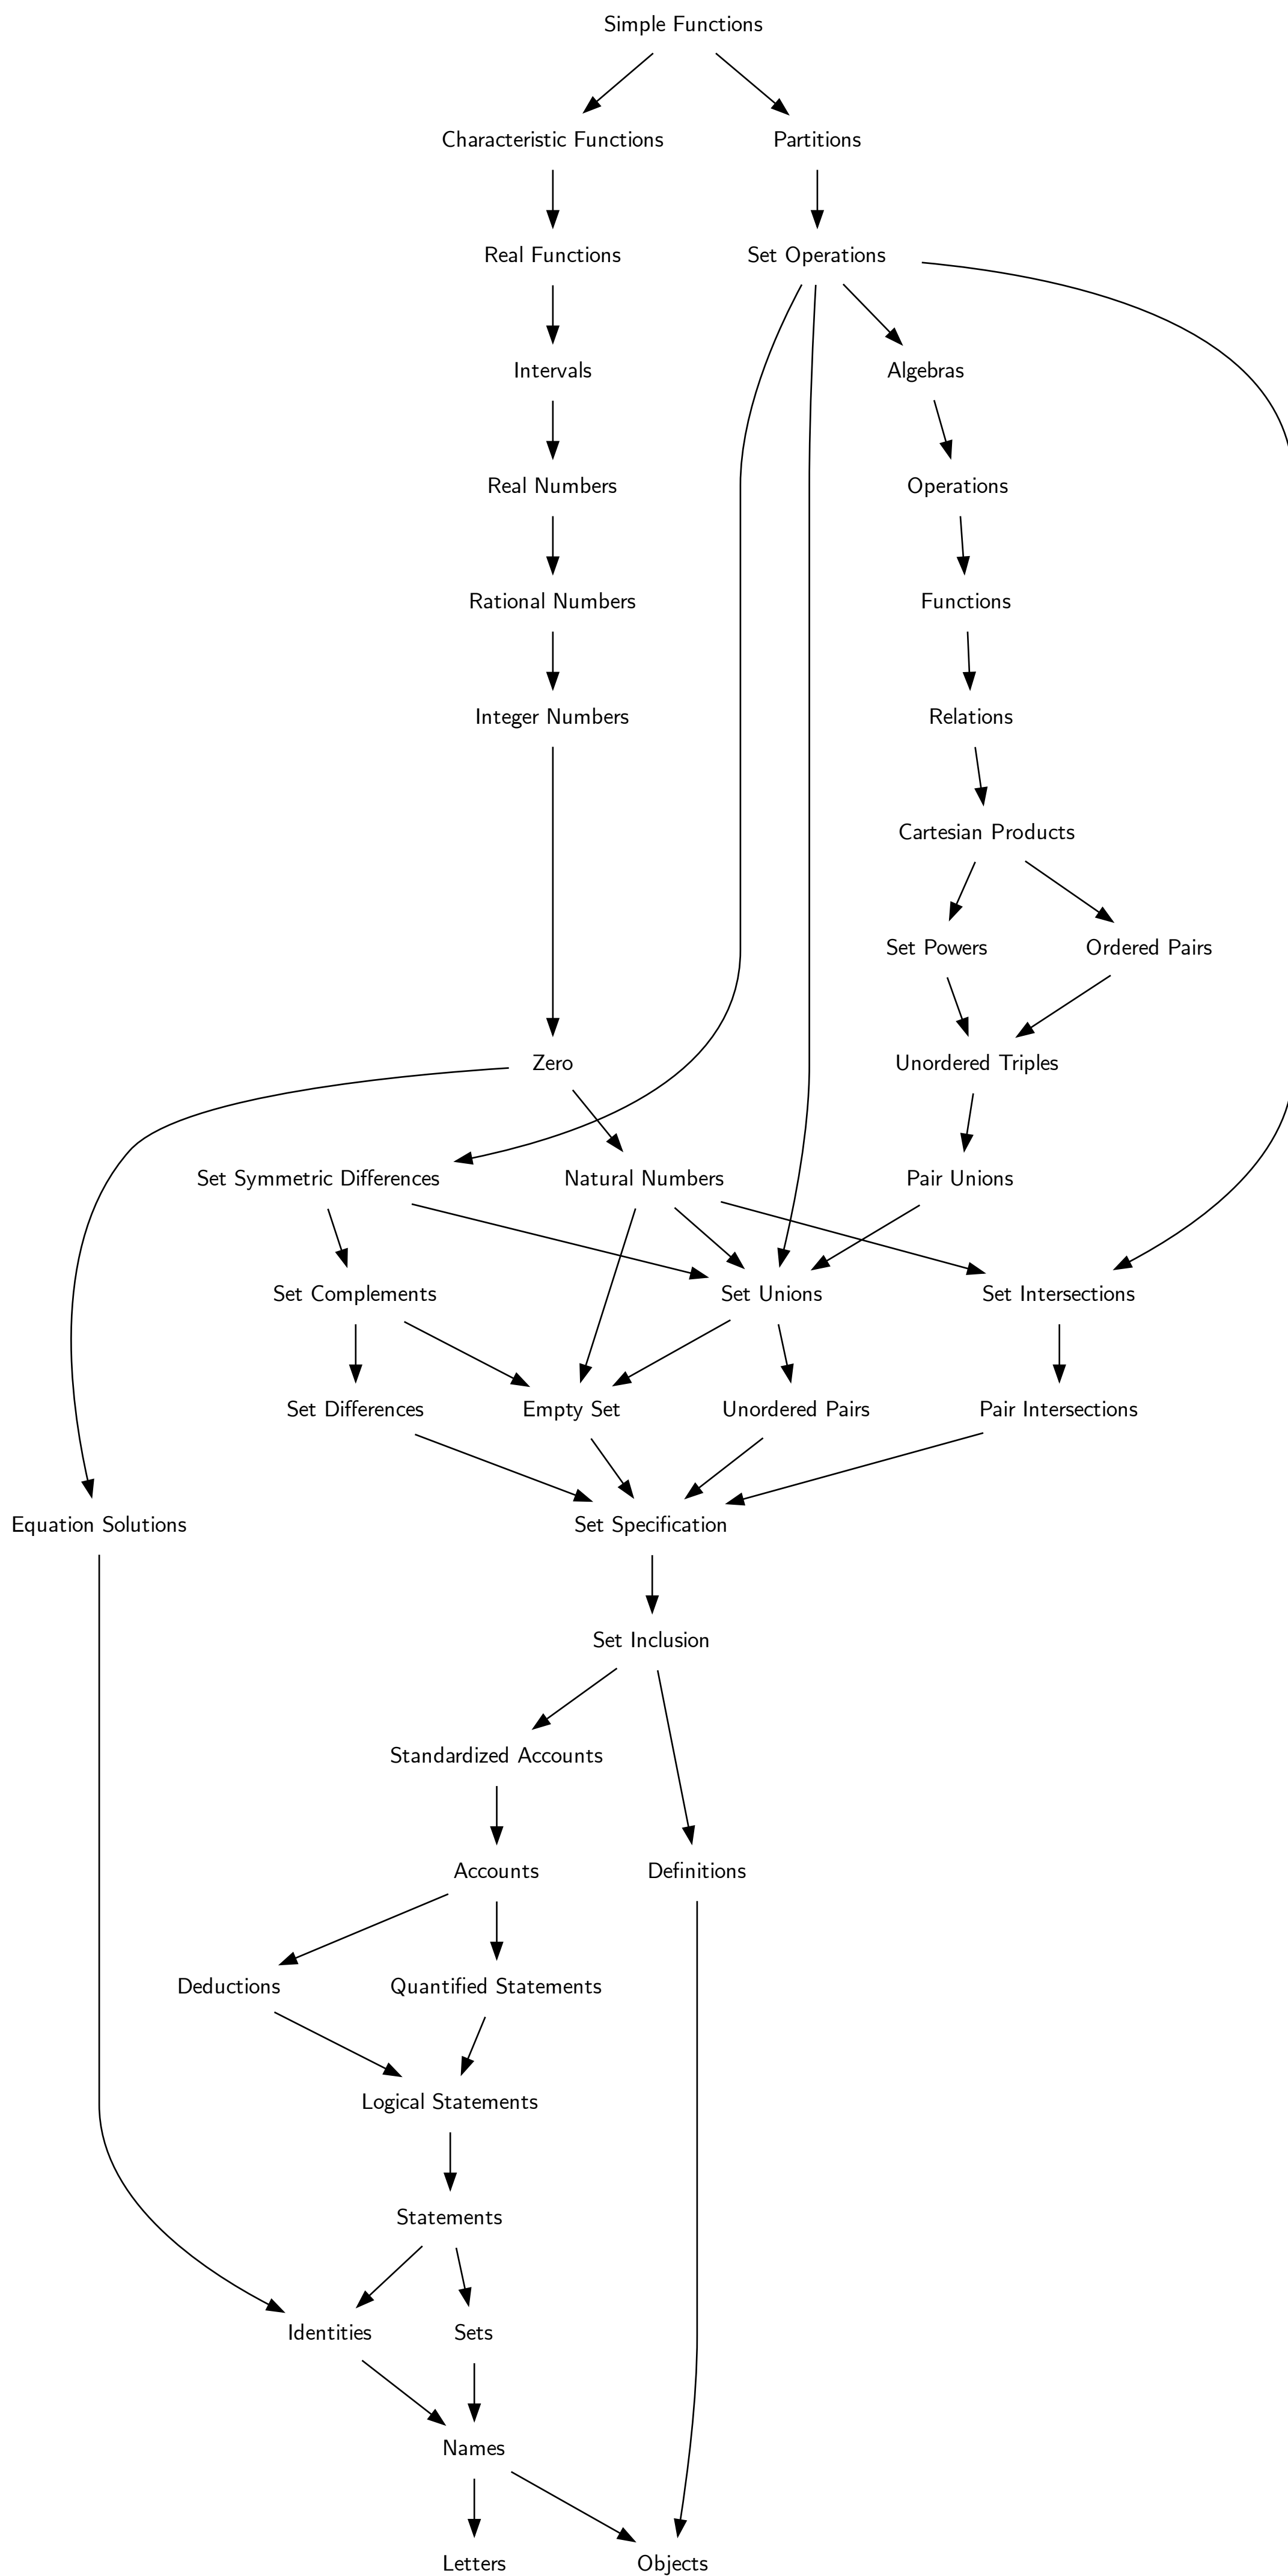 Simple Functions
Characteristic Functions
Partitions
Real Functions
Set Operations
Intervals
Algebras
Real Numbers
Operations
Rational Numbers
Functions
Integer Numbers
Relations
Cartesian Products
Set Powers
Ordered Pairs
Zero
Unordered Triples
Set Symmetric Differences
Natural Numbers
Pair Unions
Set Complements
Set Unions
Set Intersections
Set Differences
Empty Set
Unordered Pairs
Pair Intersections
Equation Solutions
Set Specification
Set Inclusion
Standardized Accounts
Accounts
Definitions
Deductions
Quantified Statements
Logical Statements
Statements
Identities
Sets
Names
Letters
Objects